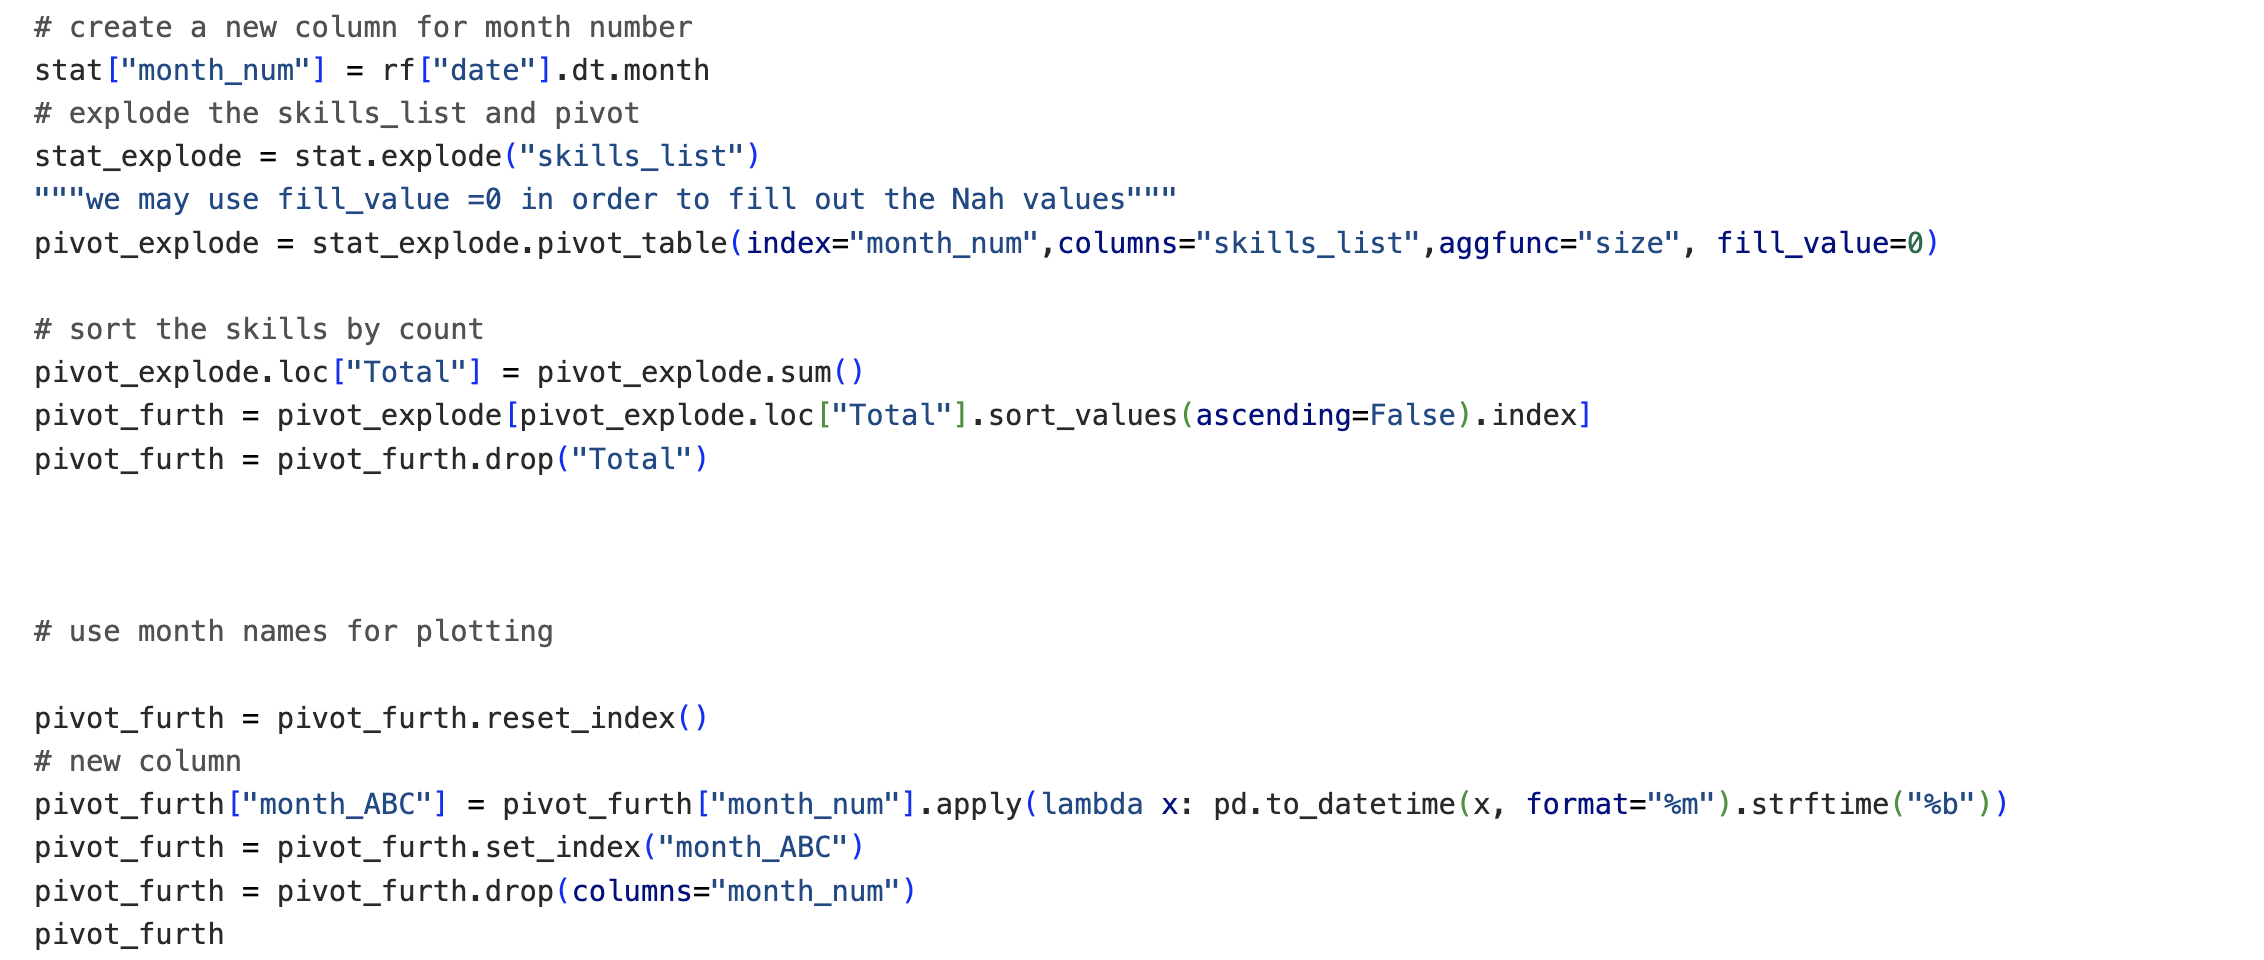 # create a new column for month number
stat["month_num"] = rf["date"].dt.month
# explode the skills_list and pivot
stat_explode = stat.explode("skills_list")
"""we may use fill_value =0 in order to fill out the Nah values"""
pivot_explode = stat_explode.pivot_table(index="month_num",columns="skills_list",aggfunc="size", fill_value=0)
# sort the skills by count
pivot_explode.loc["Total"] = pivot_explode.sum()
pivot_furth = pivot_explode[pivot_explode.loc["Total"].sort_values(ascending=False).index]
pivot_furth = pivot_furth.drop("Total")
# use month names for plotting
pivot_furth = pivot_furth.reset_index()
# new column
pivot_furth["month_ABC"] = pivot_furth["month_num"].apply(lambda x: pd.to_datetime(x, format="%m").strftime("%b"))
pivot_furth = pivot_furth.set_index("month_ABC")
pivot_furth = pivot_furth.drop(columns="month_num")
pivot_furth